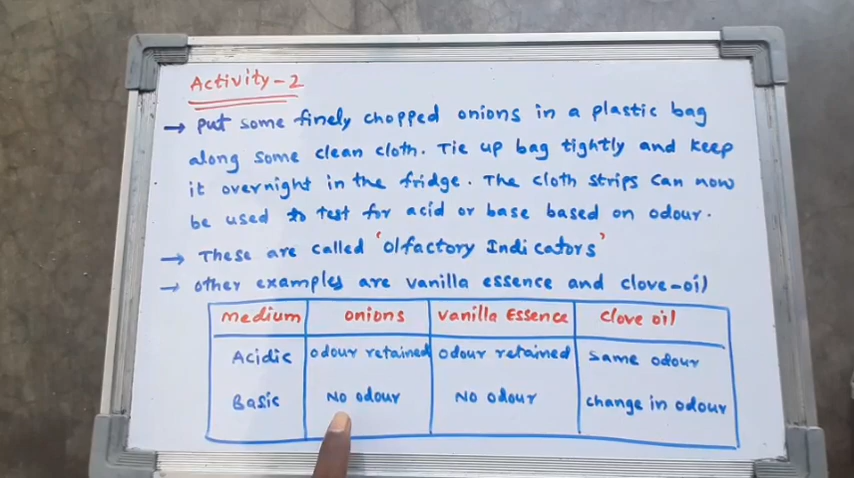 Activity-2
→ Put some finely chopped onions in a plastic bag
along some clean cloth. Tie up bag tightly and keep
it overnight in the fridge. The cloth strips can now
be used to test for acid or base based on odour.
→ These are called 'Olfactory Indicators'
→ other examples are vanilla essence and clove-oil
medium onions vanilla Essence clove oil
Acidic odour retained odour retained same odour
Basic No odour No odour change in odour